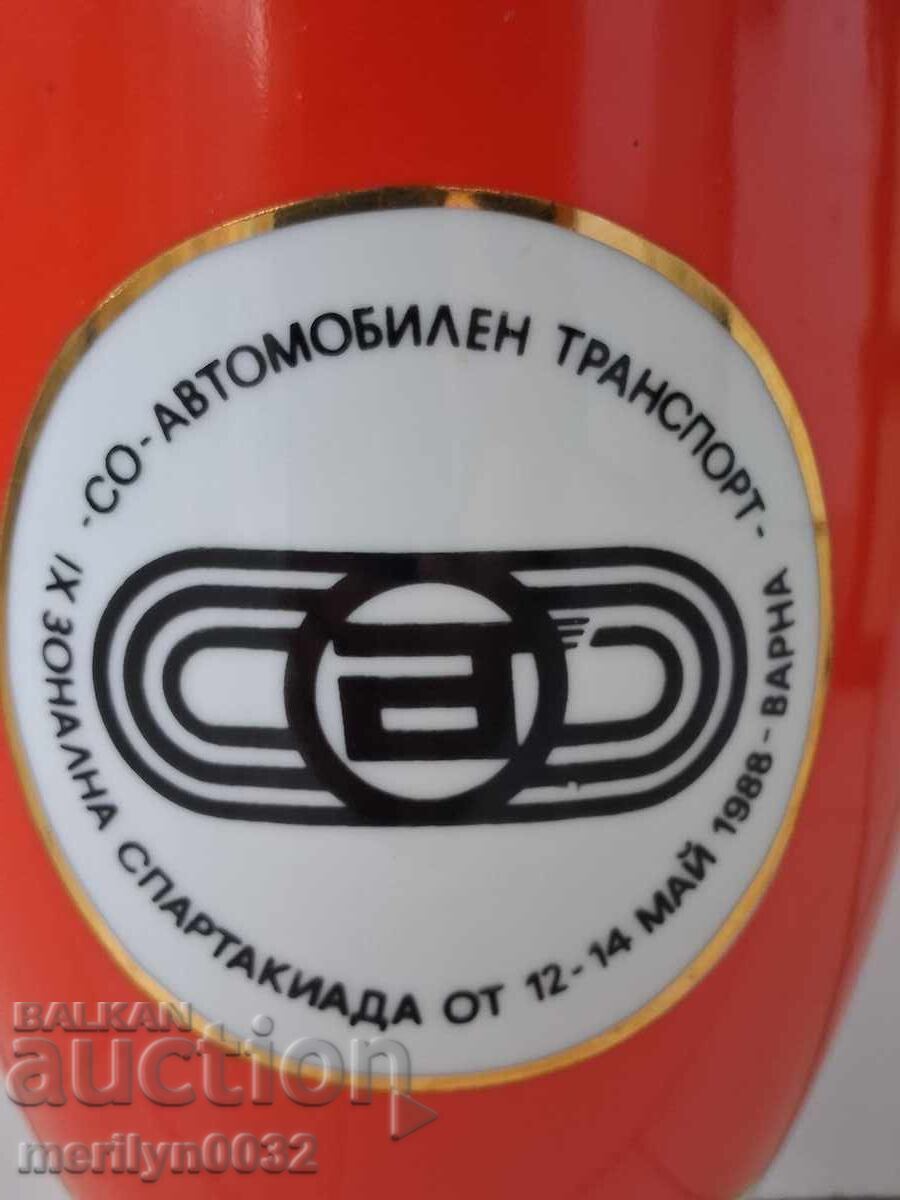 -СО-АВТОМОБИЛЕН ТРАНСПОРТ-
IX ЗОНАЛНА СПАРТАКИАДА ОТ 12-14 МАЙ 1988-ВАРНА
a
BALKAN
auction
merilyn0032